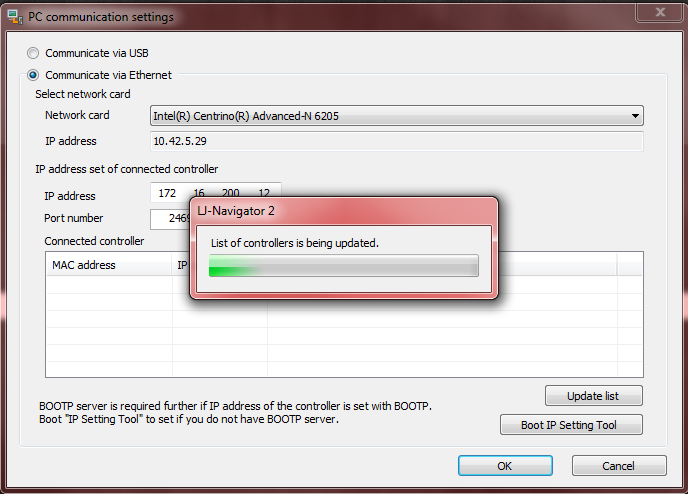 PC communication settings
Communicate via USB
Communicate via Ethernet
Select network card
Network card Intel(R) Centrino(R) Advanced-N 6205
IP address 10.42.5.29
IP address set of connected controller
IP address 172 16 200 12
Port number 2469
LJ-Navigator 2
List of controllers is being updated.
Connected controller
MAC address IP
Update list
BOOTP server is required further if IP address of the controller is set with BOOTP.
Boot "IP Setting Tool" to set if you do not have BOOTP server.
Boot IP Setting Tool
OK Cancel